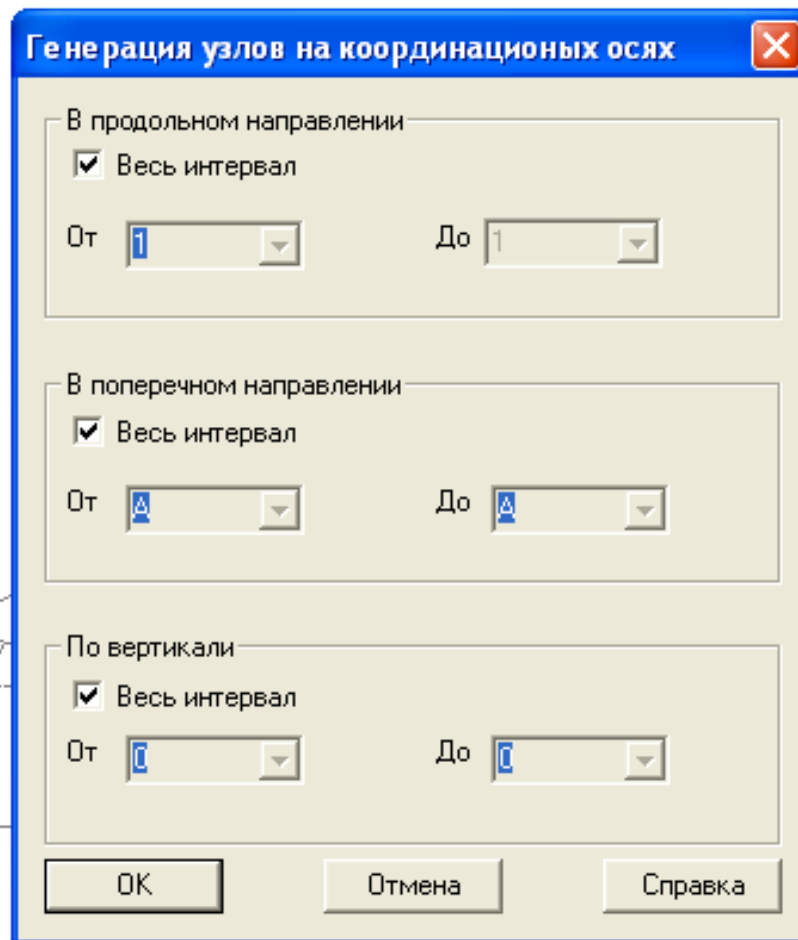 Генерация узлов на координационых осях
В продольном направлении
Весь интервал
От 1 До 1
В поперечном направлении
Весь интервал
От А До А
По вертикали
Весь интервал
От 0 До 0
OK Отмена Справка